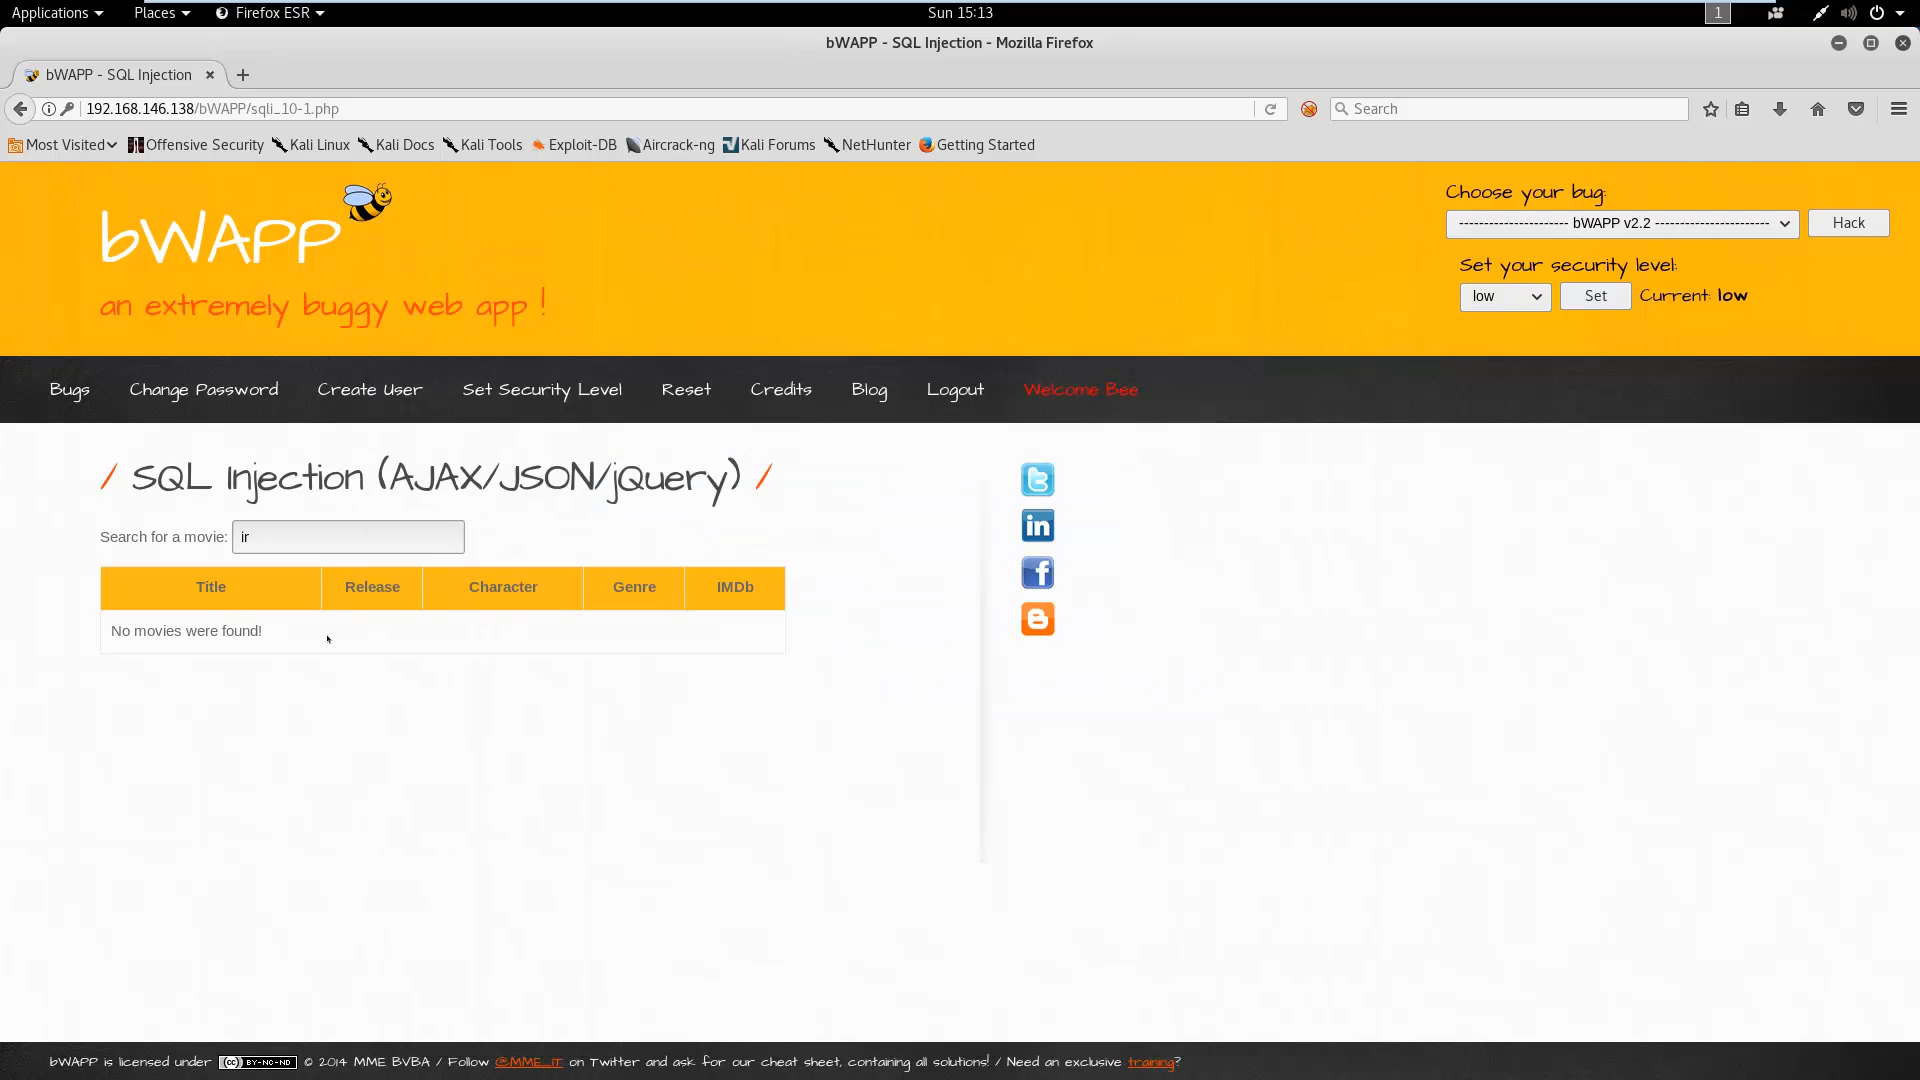 Applications Places Firefox ESR Sun 15:13 1
bWAPP - SQL Injection - Mozilla Firefox
bWAPP - SQL Injection
192.168.146.138/bWAPP/sqli_10-1.php Search
Most Visited Offensive Security Kali Linux Kali Docs Kali Tools Exploit-DB Aircrack-ng Kali Forums NetHunter Getting Started
bWAPP
an extremely buggy web app !
Choose your bug:
---------------------- bWAPP v2.2 ----------------------- Hack
Set your security level:
low Set Current: low
Bugs Change Password Create User Set Security Level Reset Credits Blog Logout Welcome Bee
/ SQL Injection (AJAX/JSON/jQuery) /
Search for a movie: ir
Title Release Character Genre IMDb
No movies were found!
bWAPP is licensed under (cc) BY-NC-ND © 2014 MME BVBA / Follow @MME_IT on Twitter and ask for our cheat sheet, containing all solutions! / Need an exclusive training?